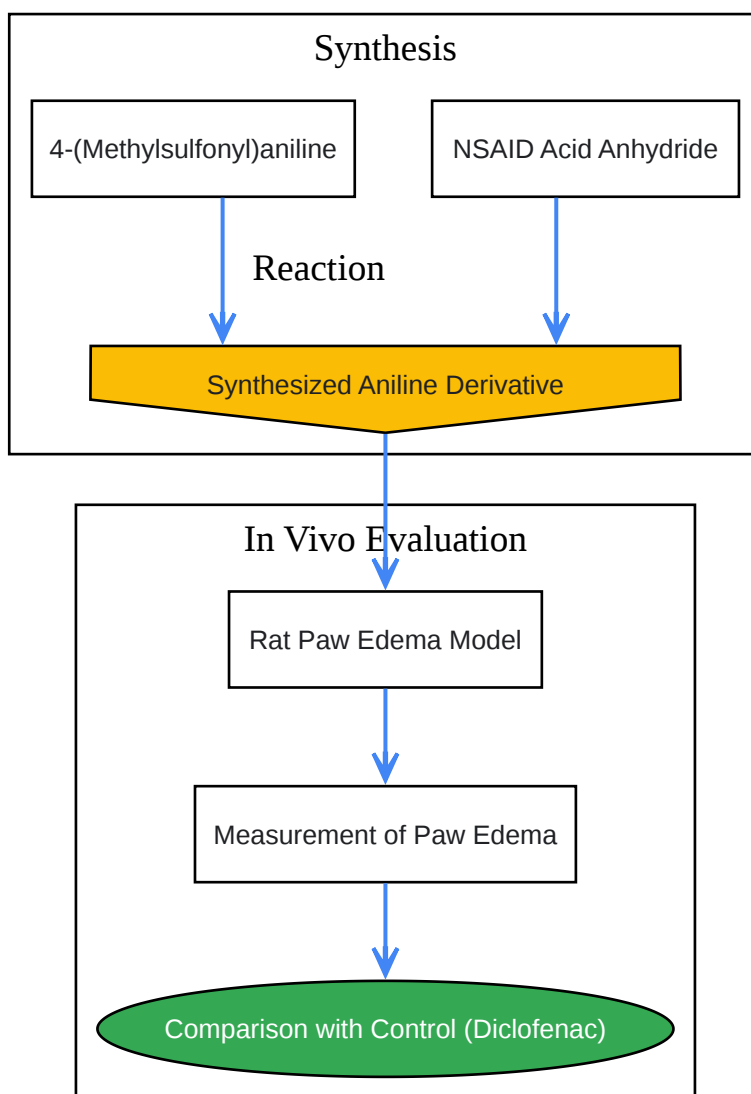 Synthesis
4-(Methylsulfonyl)aniline
NSAID Acid Anhydride
Reaction
Synthesized Aniline Derivative
In Vivo Evaluation
Rat Paw Edema Model
Measurement of Paw Edema
Comparison with Control (Diclofenac)